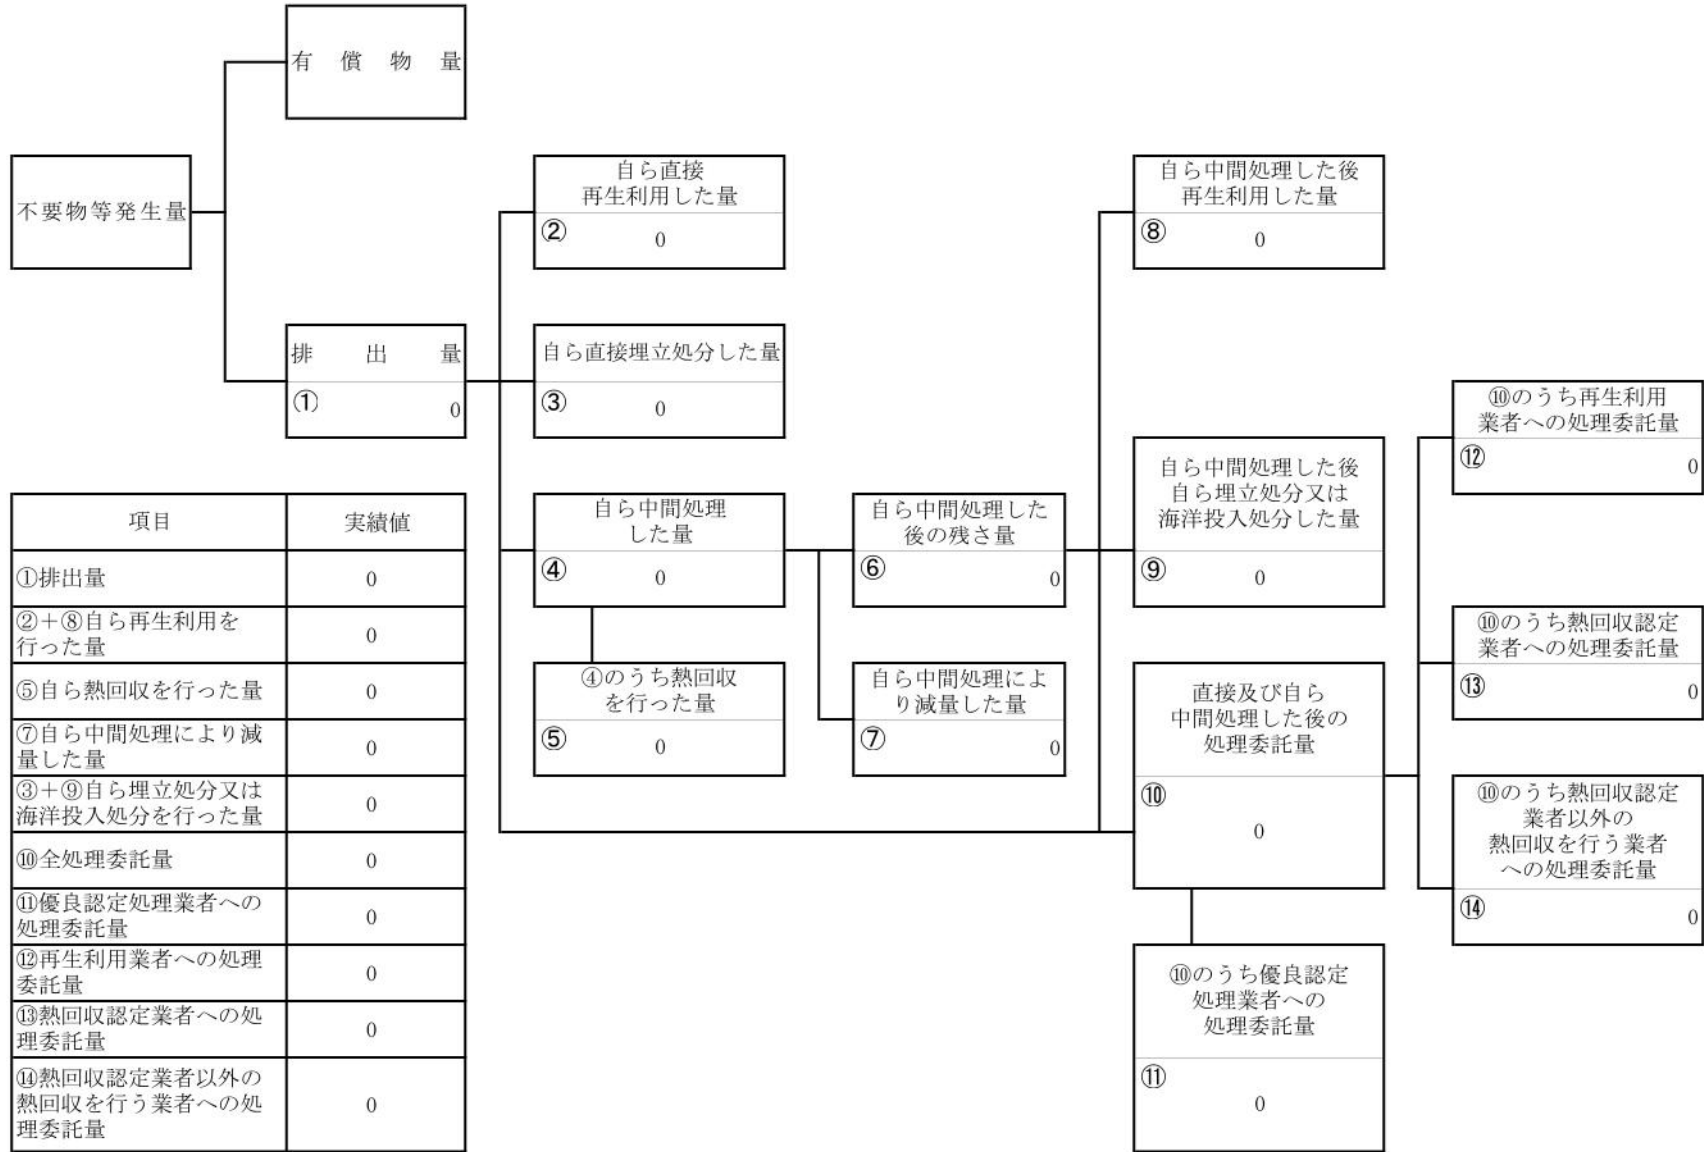 有償物量
不要物等発生量
排出量
①
0
自ら直接
再生利用した量
②
0
自ら直接埋立処分した量
③
0
自ら中間処理
した量
④
0
④のうち熱回収
を行った量
⑤
0
自ら中間処理した
後の残さ量
⑥
0
自ら中間処理によ
り減量した量
⑦
0
自ら中間処理した後
再生利用した量
⑧
0
自ら中間処理した後
自ら埋立処分又は
海洋投入処分した量
⑨
0
直接及び自ら
中間処理した後の
処理委託量
⑩
0
⑩のうち優良認定
処理業者への
処理委託量
⑪
0
⑩のうち再生利用
業者への処理委託量
⑫
0
⑩のうち熱回収認定
業者への処理委託量
⑬
0
⑩のうち熱回収認定
業者以外の
熱回収を行う業者
への処理委託量
⑭
0
項目 実績値
①排出量 0
②+⑧自ら再生利用を
行った量 0
⑤自ら熱回収を行った量 0
⑦自ら中間処理により減
量した量 0
③+⑨自ら埋立処分又は
海洋投入処分を行った量 0
⑩全処理委託量 0
⑪優良認定処理業者への
処理委託量 0
⑫再生利用業者への処理
委託量 0
⑬熱回収認定業者への処
理委託量 0
⑭熱回収認定業者以外の
熱回収を行う業者への処 0
理委託量